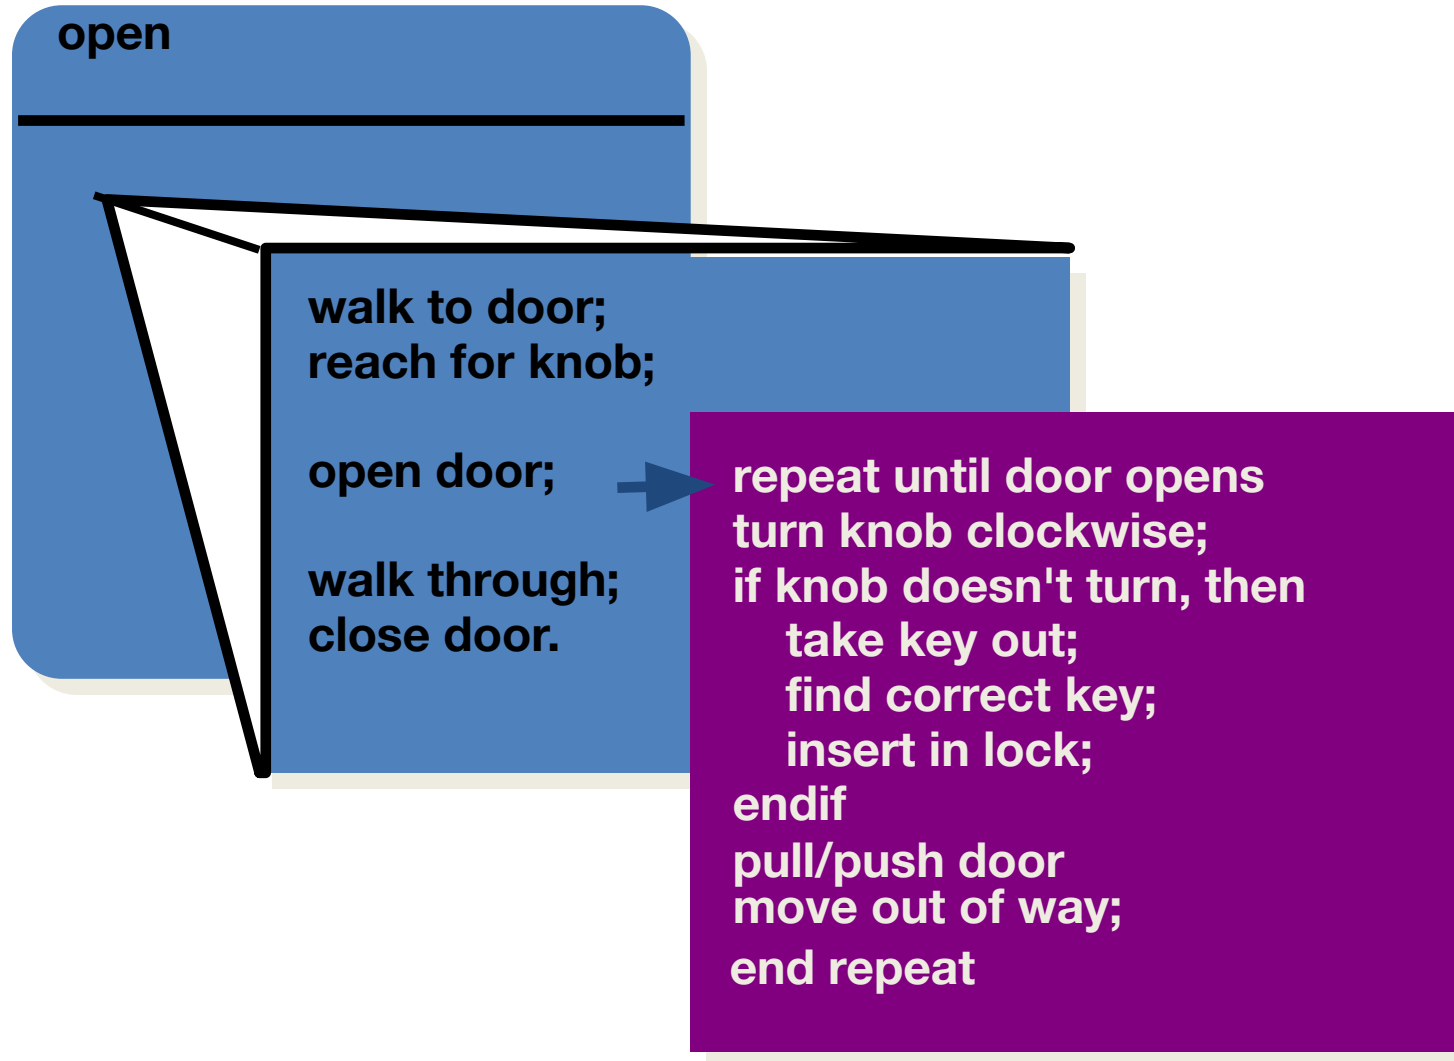 open
walk to door;
reach for knob;
open door;
walk through;
close door.
repeat until door opens
turn knob clockwise;
if knob doesn't turn, then
take key out;
find correct key;
insert in lock;
endif
pull/push door
move out of way;
end repeat